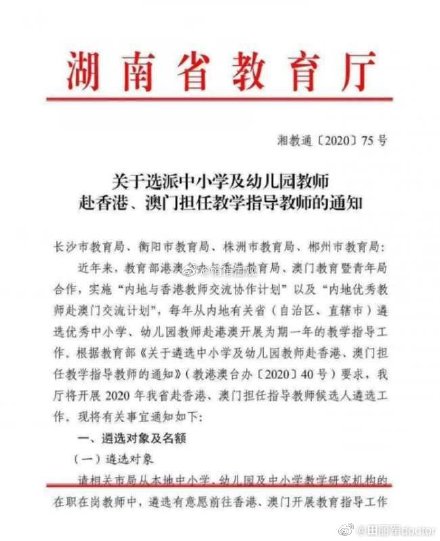 湖南省教育厅
湘教通〔2020〕75 号
关于选派中小学及幼儿园教师
赴香港、澳门担任教学指导教师的通知
长沙市教育局、衡阳市教育局、株洲市教育局、郴州市教育局：
近年来，教育部港澳台办与香港教育局、澳门教育暨青年局
合作，实施“内地与香港教师交流协作计划”以及“内地优秀教
师赴澳门交流计划”，每年从内地有关省（自治区、直辖市）
遴选优秀中小学、幼儿园教师赴港澳开展为期一年的教学指导工
作。根据教育部《关于遴选中小学及幼儿园教师赴香港、澳门担
任教学指导教师的通知》（教港澳台办〔2020〕40 号）要求，我
厅将开展 2020 年我省赴香港、澳门担任指导教师候选人遴选工
作。现将有关事宜通知如下：
一、遴选对象及名额
（一）遴选对象
请相关市局从本地中小学、幼儿园及中小学教学研究机构的
在职在岗教师中，遴选有意愿前往香港、澳门开展教育指导工作
doctor